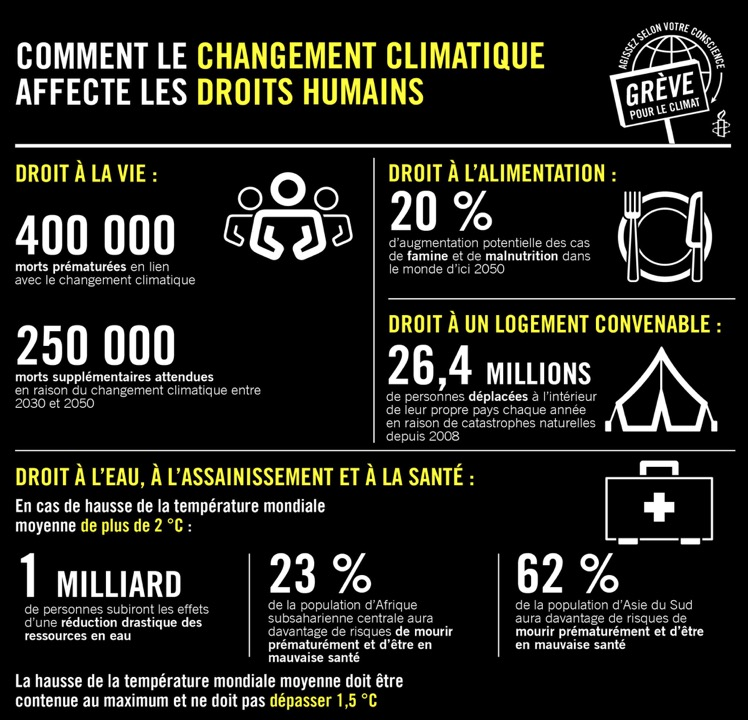 COMMENT LE CHANGEMENT CLIMATIQUE
AFFECTE LES DROITS HUMAINS
AGISSEZ SELON VOTRE CONSCIENCE
GRÈVE
POUR LE CLIMAT
DROIT À LA VIE :
400 000
morts prématurées en lien
avec le changement climatique
250 000
morts supplémentaires attendues
en raison du changement climatique entre
2030 et 2050
DROIT À L'ALIMENTATION :
20 %
d'augmentation potentielle des cas
de famine et de malnutrition dans
le monde d'ici 2050
DROIT À UN LOGEMENT CONVENABLE :
26,4 MILLIONS
de personnes déplacées à l'intérieur
de leur propre pays chaque année
en raison de catastrophes naturelles
depuis 2008
DROIT À L'EAU, À L'ASSAINISSEMENT ET À LA SANTÉ :
En cas de hausse de la température mondiale
moyenne de plus de 2 °C :
1 MILLIARD
de personnes subiront les effets
d'une réduction drastique des
ressources en eau
23 %
de la population d'Afrique
subsaharienne centrale aura
davantage de risques de mourir
prématurément et d'être en
mauvaise santé
62 %
de la population d'Asie du Sud
aura davantage de risques de
mourir prématurément et d'être
en mauvaise santé
La hausse de la température mondiale moyenne doit être
contenue au maximum et ne doit pas dépasser 1,5 °C